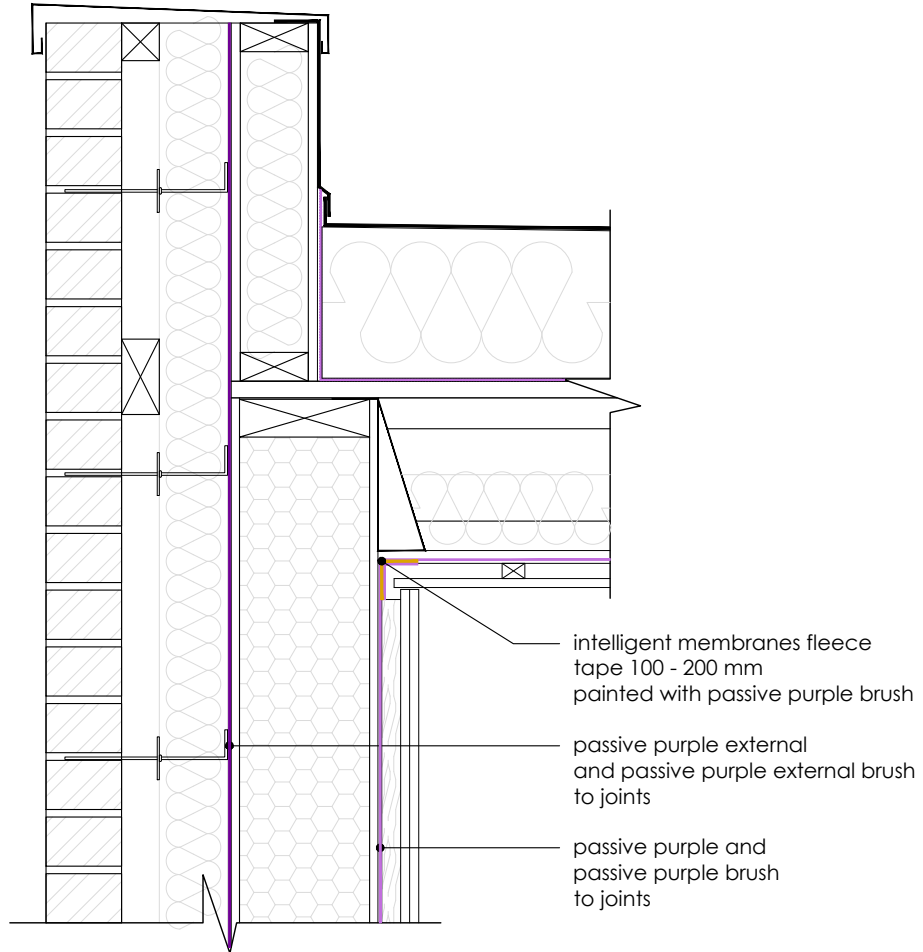 intelligent membranes fleece
tape 100 - 200 mm
painted with passive purple brush
passive purple external
and passive purple external brush
to joints
passive purple and
passive purple brush
to joints